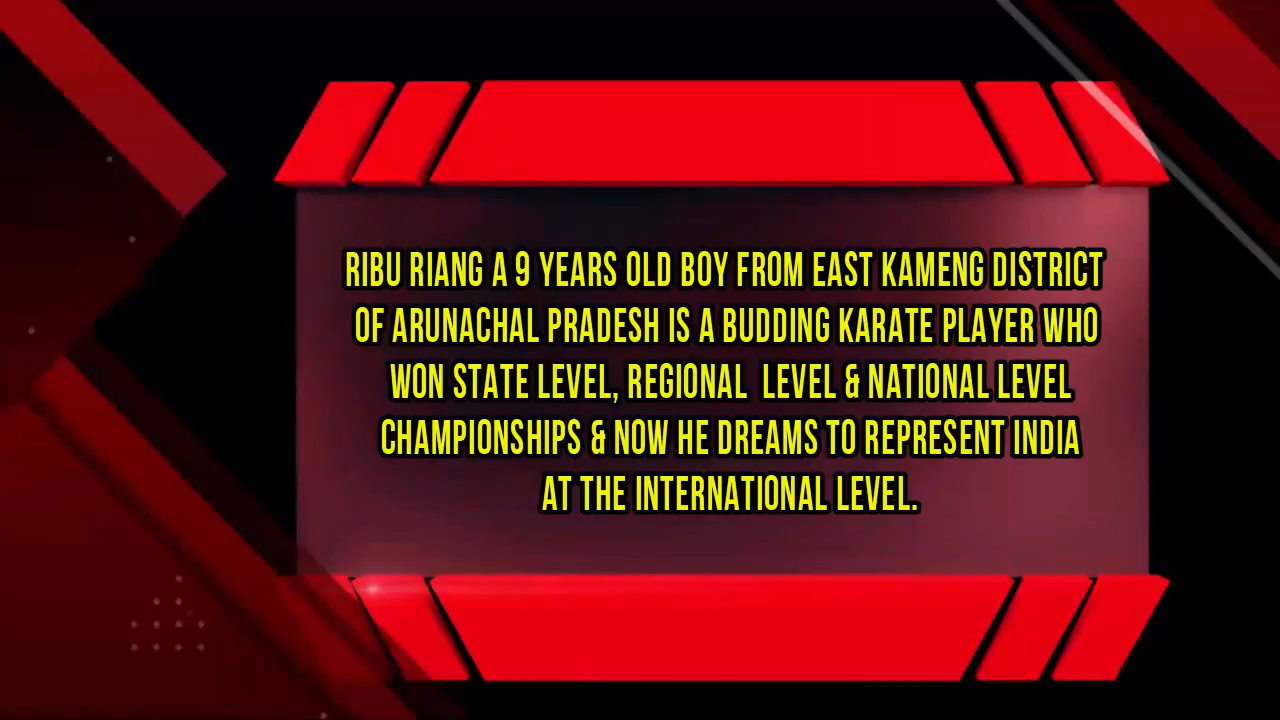 RIBU RIANG A 9 YEARS OLD BOY FROM EAST KAMENG DISTRICT
OF ARUNACHAL PRADESH IS A BUDDING KARATE PLAYER WHO
WON STATE LEVEL, REGIONAL  LEVEL & NATIONAL LEVEL
CHAMPIONSHIPS & NOW HE DREAMS TO REPRESENT INDIA
AT THE INTERNATIONAL LEVEL.